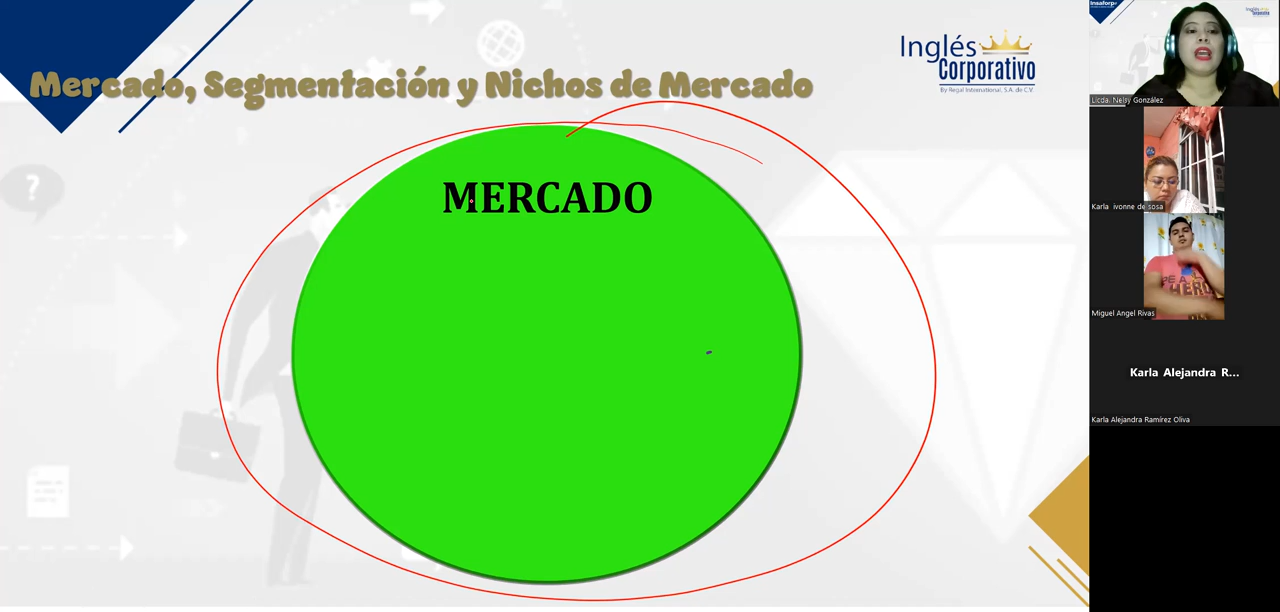 Mercado, Segmentación y Nichos de Mercado
Inglés
Corporativo
By Regal International, S.A. de C.V.
MERCADO
?
Insaforp
Licda. Neisy González
Karla ivonne de sosa
Miguel Angel Rivas
Karla Alejandra R...
Karla Alejandra Ramírez Oliva